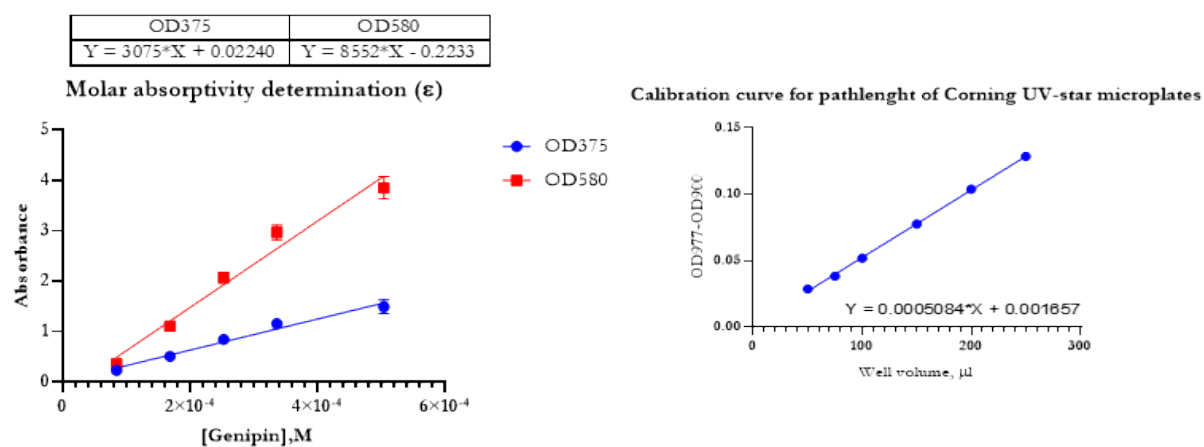 OD375 OD580
Y = 3075*X + 0.02240 Y = 8552*X - 0.2233
Molar absorptivity determination (ε)
5
4
3
2
1
0
Absorbance
0 2×10-4 4×10-4 6×10-4
[Genipin],M
OD375
OD580
Calibration curve for pathlenght of Corning UV-star microplates
0.15
0.10
0.05
0.00
OD977-OD900
Y = 0.0005084*X + 0.001657
0 100 200 300
Well volume, µl